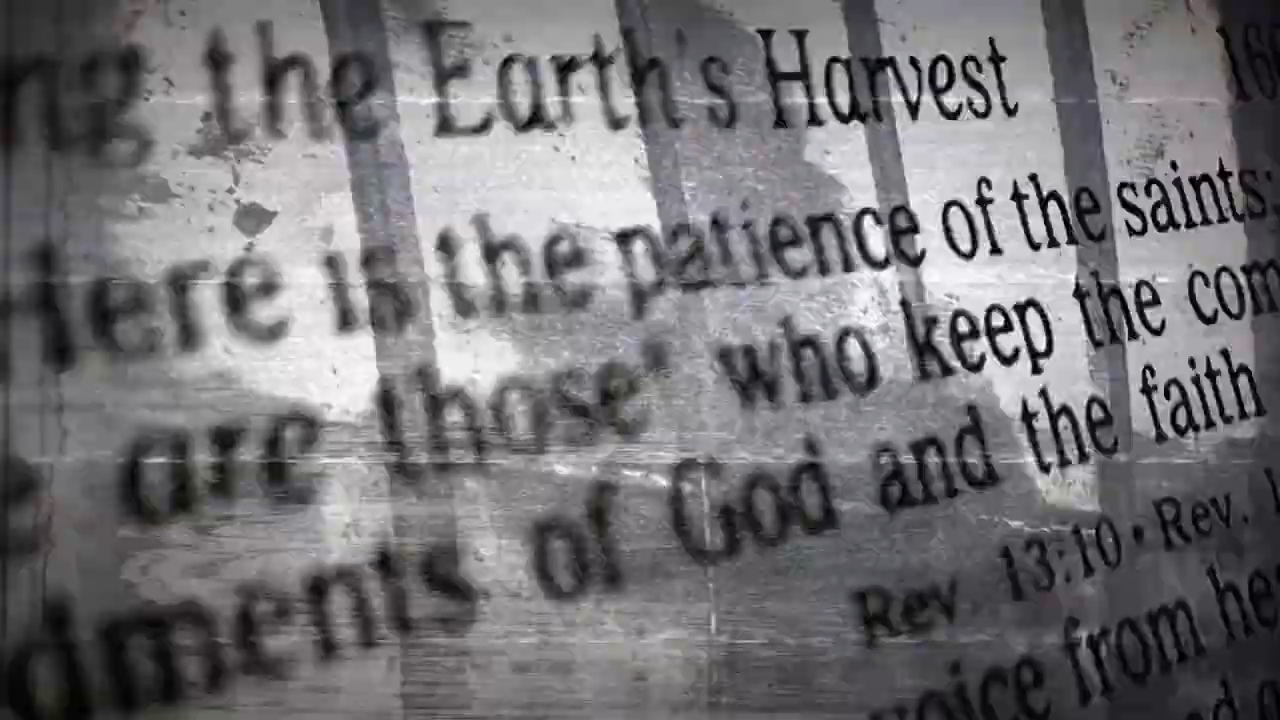 the Earth's Harvest
Here is the patience of the saints:
are those' who keep the com
dments of God and the faith
Rev. 13:10 • Rev.
voice from he